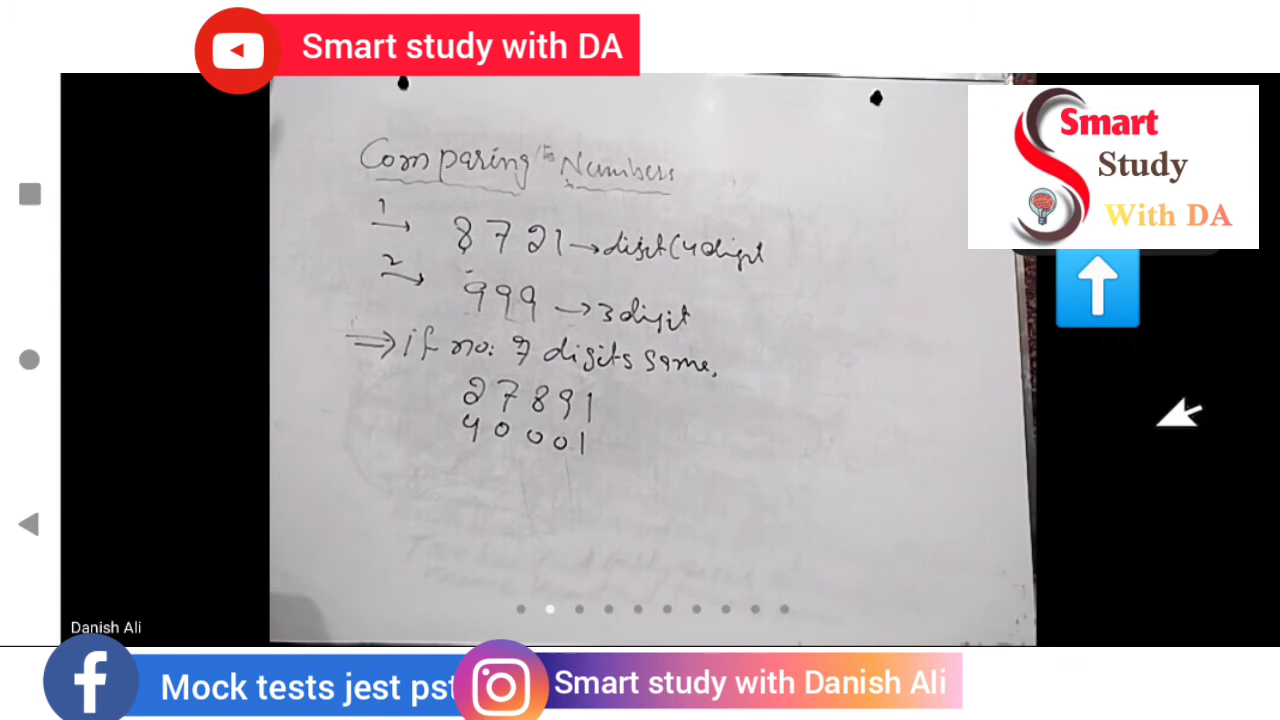 Smart study with DA
Smart
Study
With DA
Comparing to Numbers
1 → 8721 → digit (4 digit
2 → 999 → 3 digit
⇒ if no: of digits same,
27891
40001
Danish Ali
Mock tests jest pst
Smart study with Danish Ali